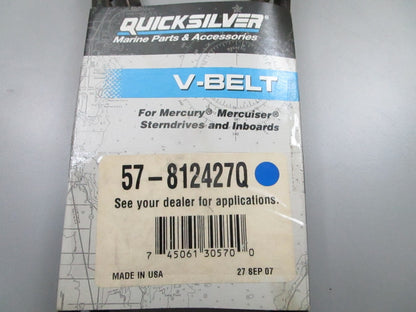 QUICKSILVER®
Marine Parts & Accessories
V-BELT
For Mercury® Mercuiser®
Sterndrives and Inboards
57-812427Q
See your dealer for applications.
7 45061 30570 0
MADE IN USA
27 SEP 07